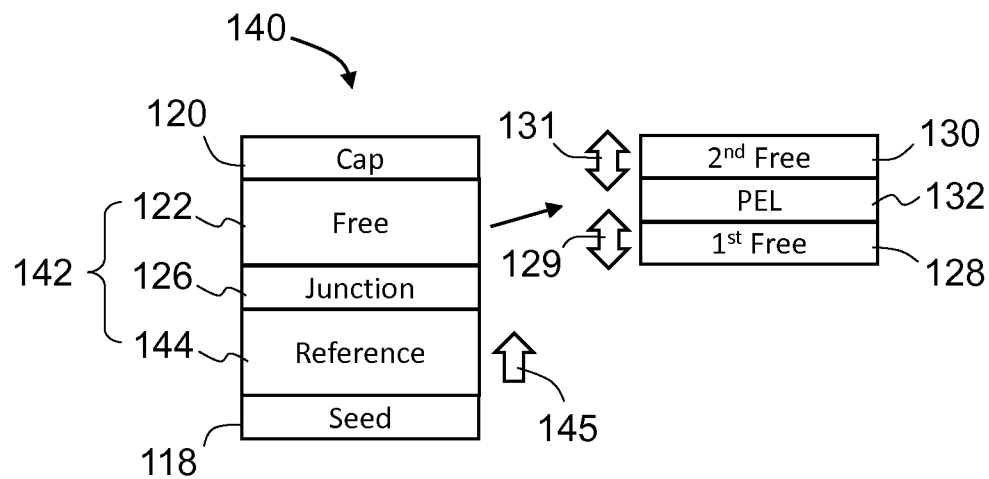 140
120
Cap
131
2nd Free
130
122
Free
PEL
132
142
129
1st Free
128
126
Junction
144
Reference
145
118
Seed